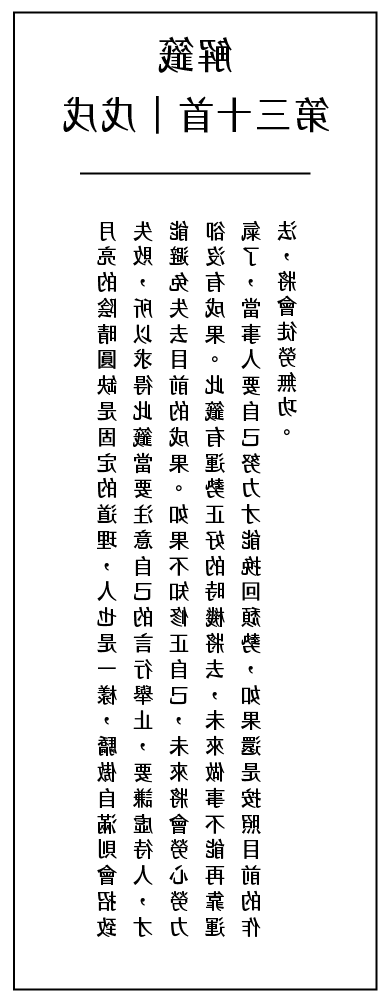 解籤
第三十首｜戊戌
月亮的陰晴圓缺是固定的道理，人也是一樣，驕傲自滿則會招致
失敗，所以求得此籤當要注意自己的言行舉止，要謙虛待人，才
能避免失去目前的成果。如果不知修正自己，未來將會勞心勞力
卻沒有成果。此籤有運勢正好的時機將去，未來做事不能再靠運
氣了，當事人要自己努力才能挽回頹勢，如果還是按照目前的作
法，將會徒勞無功。